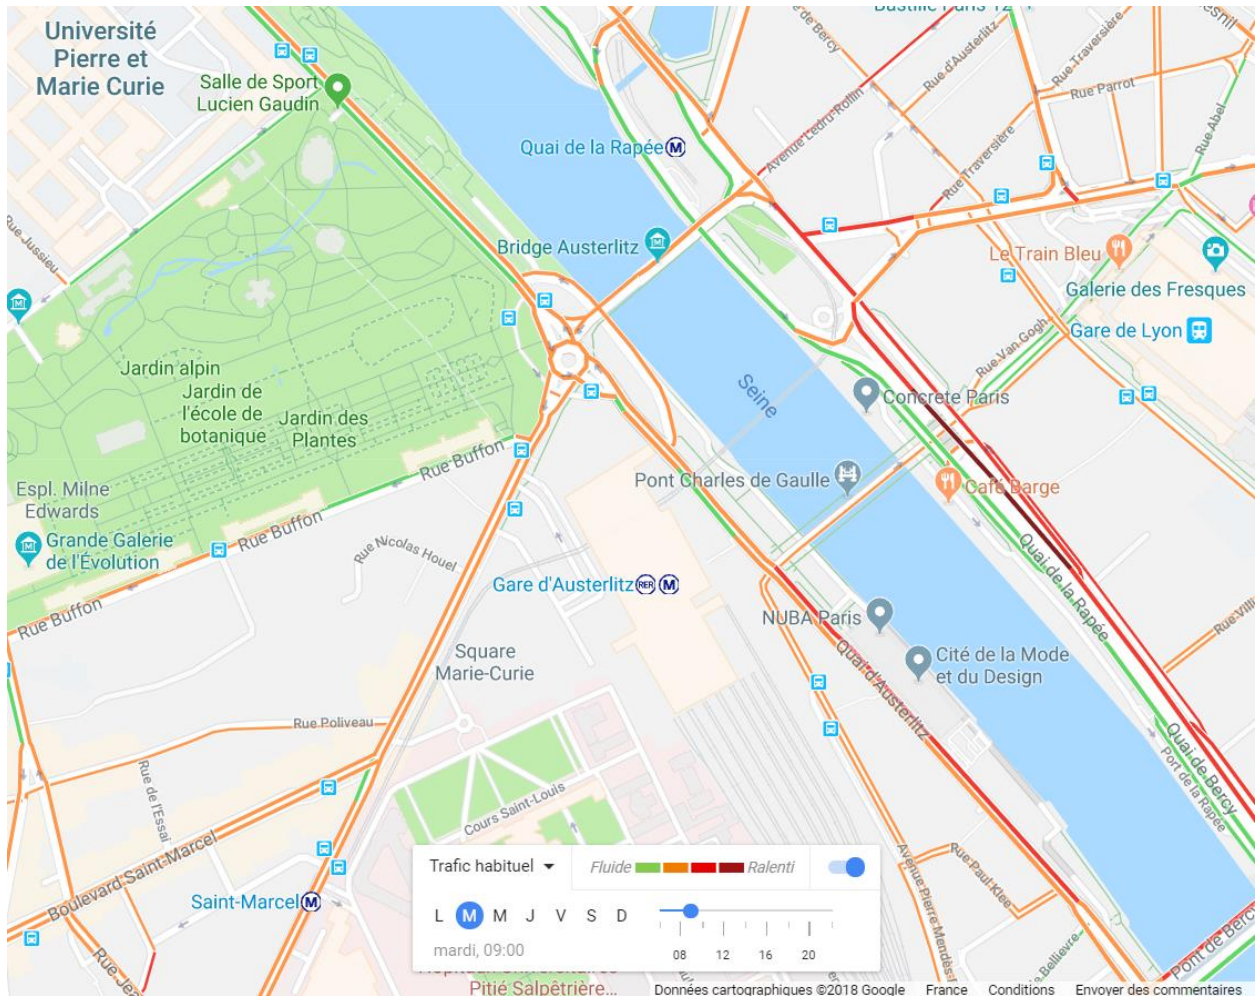 Université
Pierre et
Marie Curie
Salle de Sport
Lucien Gaudin
Bastille Paris 12
Rue Traversière
Rue d'Austerlitz
Rue Parrot
Rue Abel
Quai de la Rapée
M
Avenue Ledru-Rollin
Rue Traversière
Rue Jussieu
Bridge Austerlitz
Le Train Bleu
Galerie des Fresques
Gare de Lyon
Rue Van Gogh
Jardin alpin
Jardin de
l'école de
botanique
Jardin des
Plantes
Seine
Concrete Paris
Rue Buffon
Pont Charles de Gaulle
Café Barge
Espl. Milne
Edwards
Grande Galerie
de l'Évolution
Rue Buffon
Rue Nicolas Houel
Quai de la Rapée
Gare d'Austerlitz
RER
M
Rue Buffon
NUBA Paris
Quai d'Austerlitz
Cité de la Mode
et du Design
Square
Marie-Curie
Rue Poliveau
Rue de l'Essai
Quai de Bercy
Port de la Rapée
Cours Saint-Louis
Boulevard Saint-Marcel
Saint-Marcel
M
Rue Paul Klee
Avenue Pierre Mendès
Pont de Bercy
Trafic habituel
Fluide
Ralenti
L M M J V S D
mardi, 09:00
08 12 16 20
Pitié Salpêtrière...
Données cartographiques ©2018 Google France Conditions Envoyer des commentaires